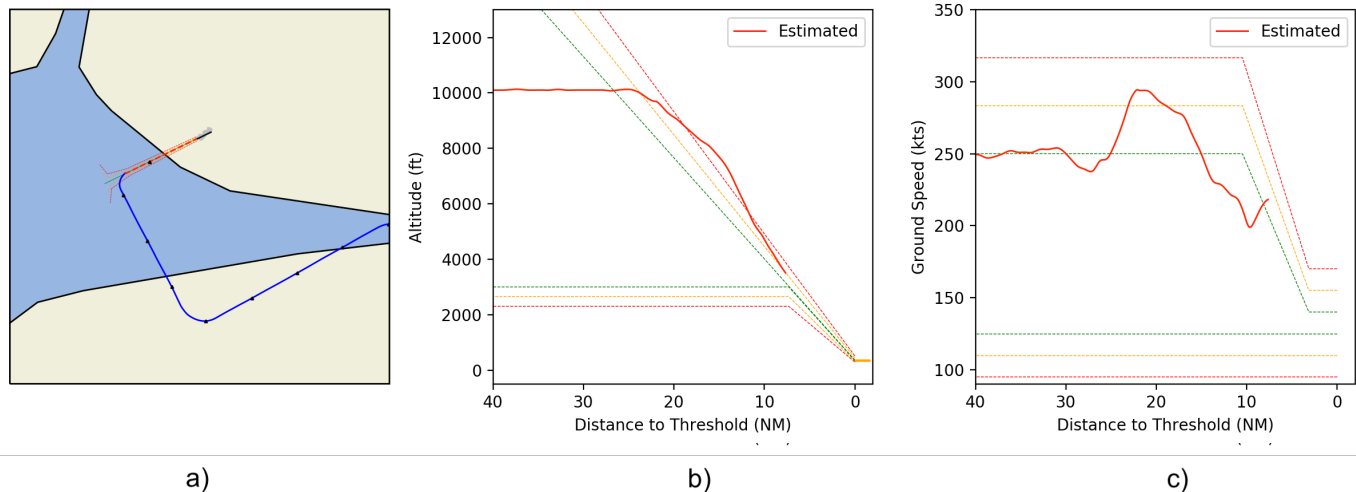 Estimated
12000
10000
8000
6000
4000
2000
0
Altitude (ft)
40
30
20
10
0
Distance to Threshold (NM)
Estimated
350
300
250
200
150
100
Ground Speed (kts)
40
30
20
10
0
Distance to Threshold (NM)
a)
b)
c)